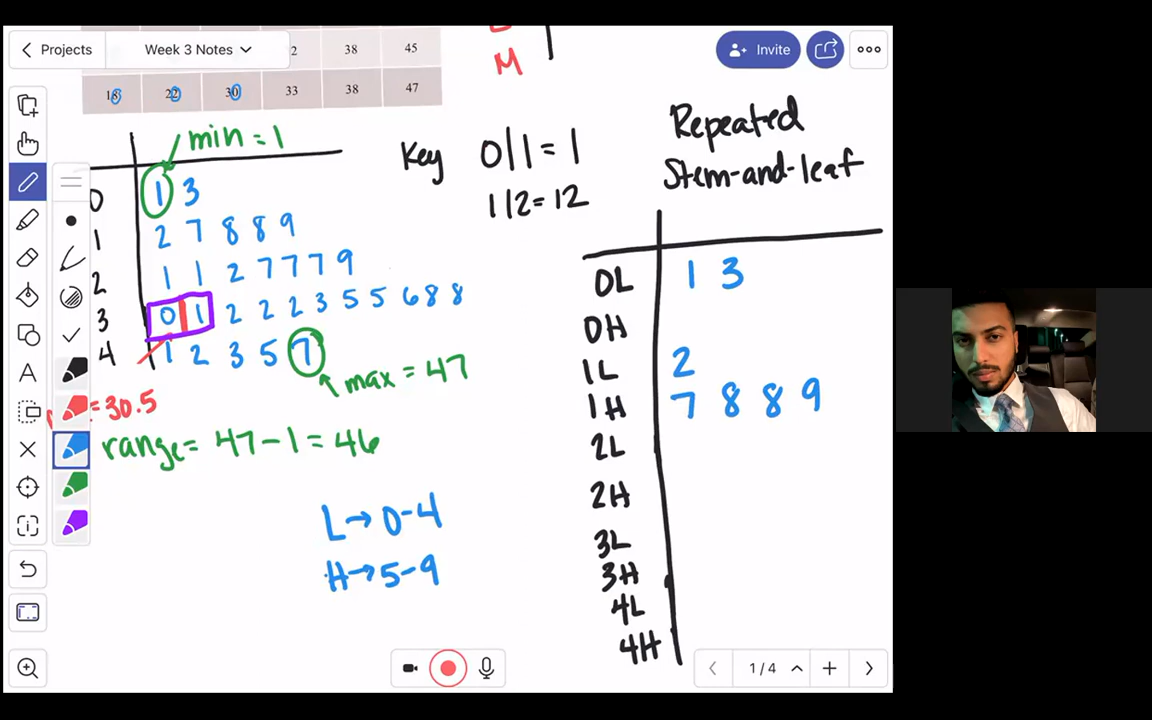 2 38 45
L
M
Projects
Week 3 Notes
Invite
18 22 30 33 38 47
min = 1
0 1 3
1 2 7 8 8 9
2 1 1 2 7 7 7 9
3 0 1 2 2 2 3 5 5 6 8 8
4 1 2 3 5 7
max = 47
= 30.5
range = 47 - 1 = 46
L → 0-4
H → 5-9
Key 0|1 = 1
1|2 = 12
Repeated
Stem-and-leaf
0L 1 3
0H
1L 2
1H 7 8 8 9
2L
2H
3L
3H
4L
4H
1/4